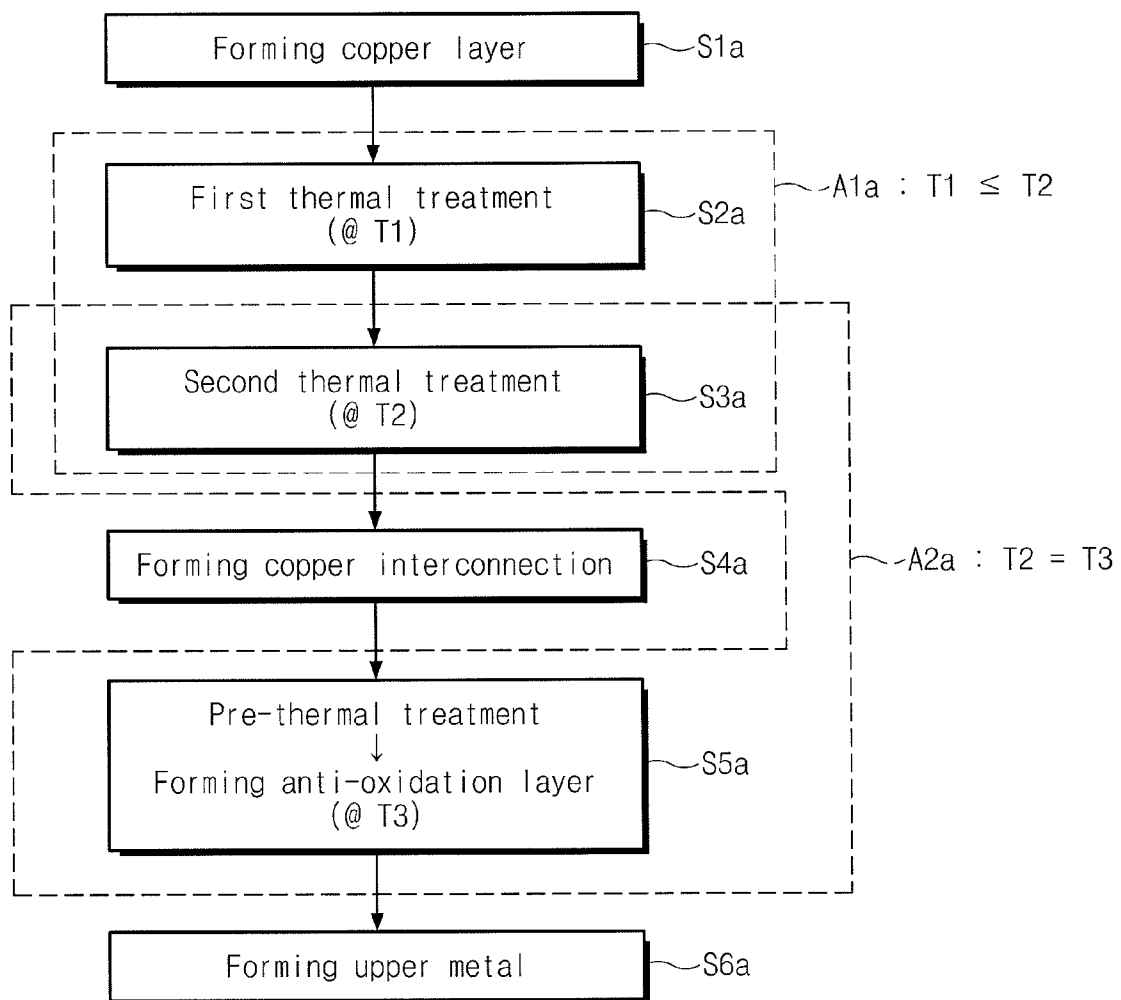 Forming copper layer
S1a
First thermal treatment
(@ T1)
S2a
A1a : T1 ≤ T2
Second thermal treatment
(@ T2)
S3a
Forming copper interconnection
S4a
A2a : T2 = T3
Pre-thermal treatment
↓
Forming anti-oxidation layer
(@ T3)
S5a
Forming upper metal
S6a